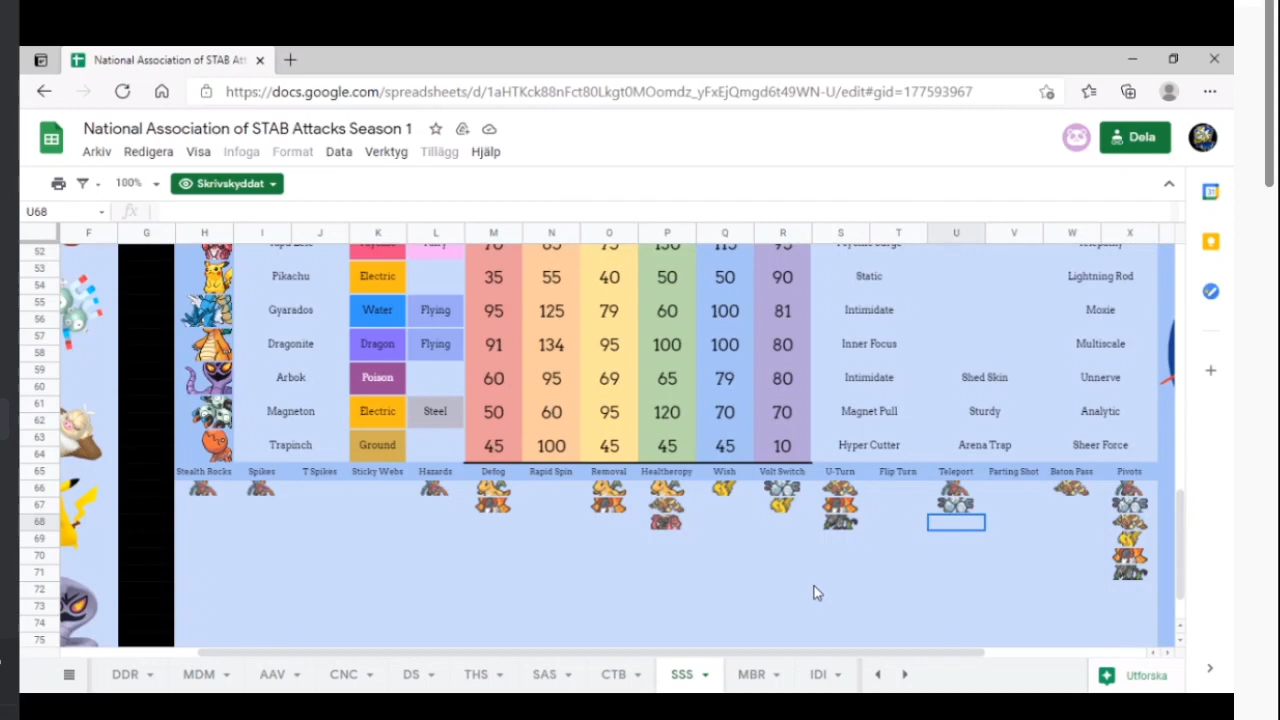 National Association of STAB Att
https://docs.google.com/spreadsheets/d/1aHTKck88nFct80Lkgt0MOomdz_yFxEjQmgd6t49WN-U/edit#gid=177593967
National Association of STAB Attacks Season 1
Arkiv Redigera Visa Infoga Format Data Verktyg Tillägg Hjälp
Dela
100% Skrivskyddat
31
U68 fx
F G H I J K L M N O P Q R S T U V W X
52
53 Pikachu Electric 35 55 40 50 50 90 Static Lightning Rod
54
55 Gyarados Water Flying 95 125 79 60 100 81 Intimidate Moxie
56
57 Dragonite Dragon Flying 91 134 95 100 100 80 Inner Focus Multiscale
58
59 Arbok Poison 60 95 69 65 79 80 Intimidate Shed Skin Unnerve
60
61 Magneton Electric Steel 50 60 95 120 70 70 Magnet Pull Sturdy Analytic
62
63 Trapinch Ground 45 100 45 45 45 10 Hyper Cutter Arena Trap Sheer Force
64
65 Stealth Rocks Spikes T Spikes Sticky Webs Hazards Defog Rapid Spin Removal Healtheropy Wish Volt Switch U-Turn Flip Turn Teleport Parting Shot Baton Pass Pivots
66
67
68
69
70
71
72
73
74
75
DDR MDM AAV CNC DS THS SAS CTB SSS MBR IDI Utforska